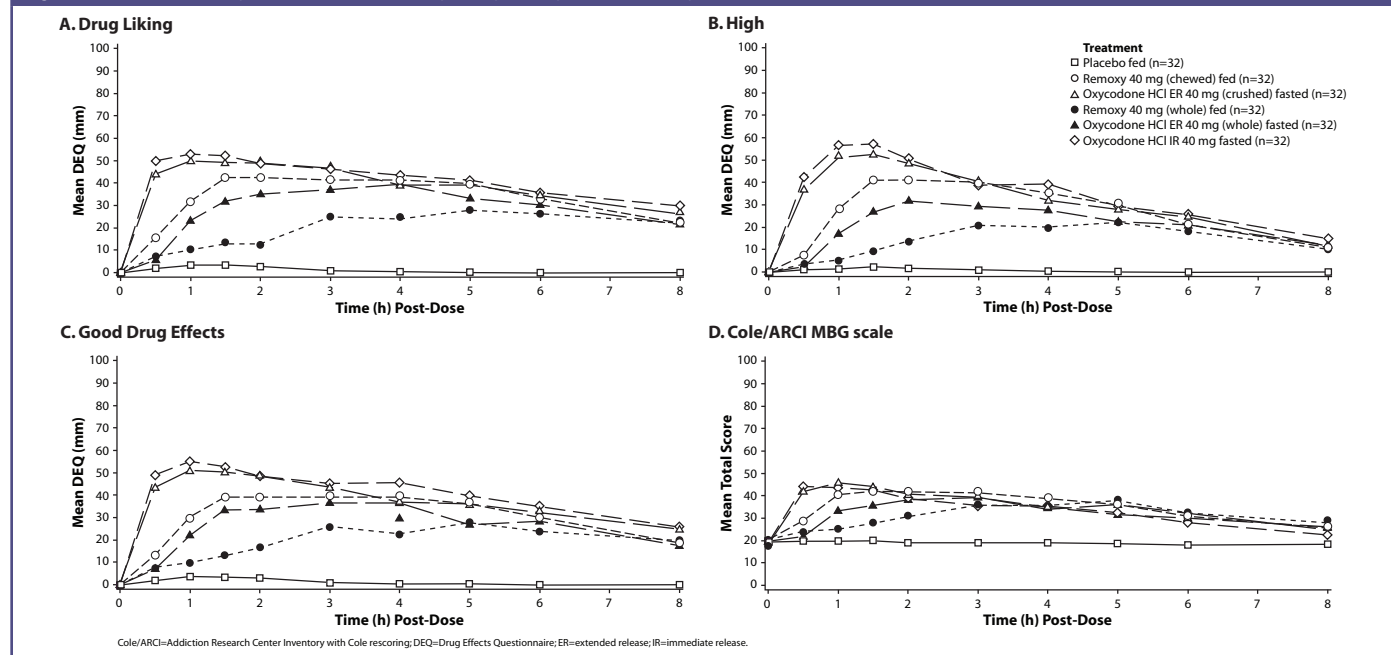 A. Drug Liking
100
90
80
70
60
50
40
30
20
10
0
Mean DEQ (mm)
0 1 2 3 4 5 6 7 8
Time (h) Post-Dose
B. High
100
90
80
70
60
50
40
30
20
10
0
Mean DEQ (mm)
0 1 2 3 4 5 6 7 8
Time (h) Post-Dose
Treatment
Placebo fed (n=32)
Remoxy 40 mg (chewed) fed (n=32)
Oxycodone HCl ER 40 mg (crushed) fasted (n=32)
Remoxy 40 mg (whole) fed (n=32)
Oxycodone HCl ER 40 mg (whole) fasted (n=32)
Oxycodone HCl IR 40 mg fasted (n=32)
C. Good Drug Effects
100
90
80
70
60
50
40
30
20
10
0
Mean DEQ (mm)
0 1 2 3 4 5 6 7 8
Time (h) Post-Dose
D. Cole/ARCI MBG scale
100
90
80
70
60
50
40
30
20
10
0
Mean Total Score
0 1 2 3 4 5 6 7 8
Time (h) Post-Dose
Cole/ARCI=Addiction Research Center Inventory with Cole rescoring; DEQ=Drug Effects Questionnaire; ER=extended release; IR=immediate release.